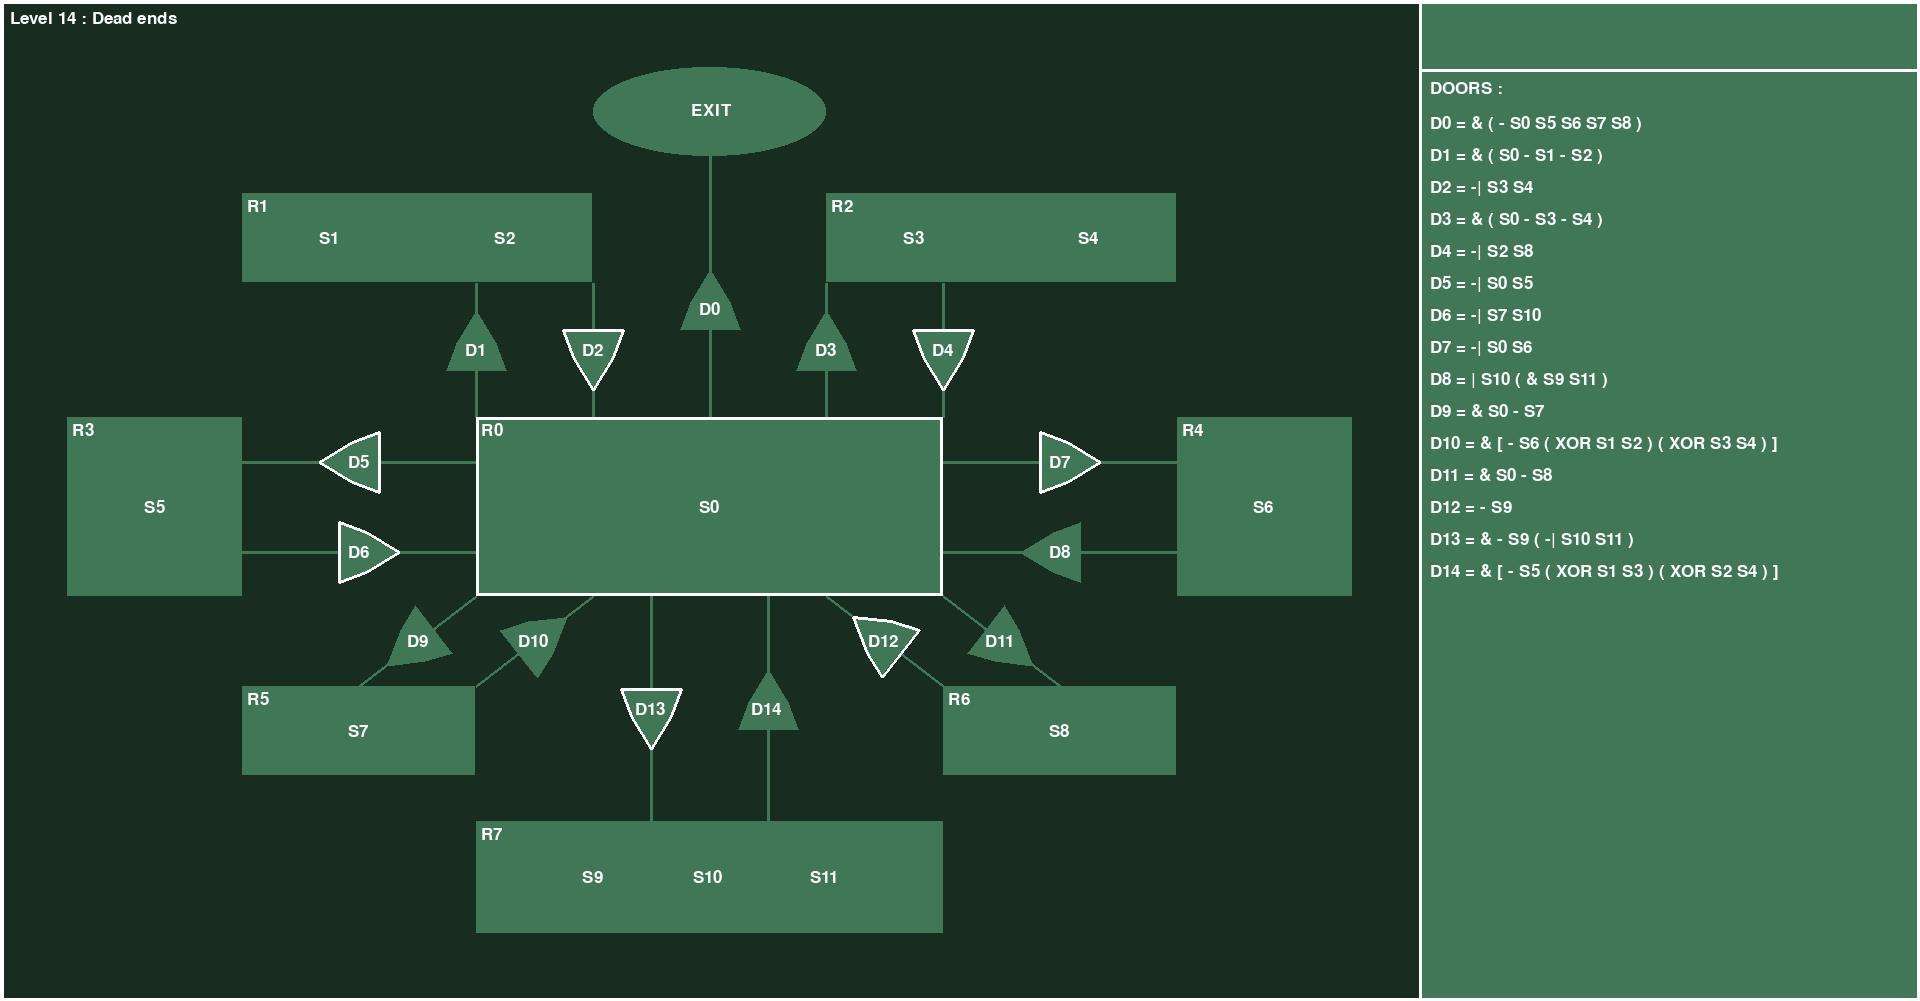 Level 14 : Dead ends
EXIT
R1
S1 S2
R2
S3 S4
D0
D1 D2 D3 D4
R3
S5
D5
D6
R0
S0
D7
D8
R4
S6
D9 D10 D12 D11
R5
S7
D13 D14
R6
S8
R7
S9 S10 S11
DOORS :
D0 = & ( - S0 S5 S6 S7 S8 )
D1 = & ( S0 - S1 - S2 )
D2 = -| S3 S4
D3 = & ( S0 - S3 - S4 )
D4 = -| S2 S8
D5 = -| S0 S5
D6 = -| S7 S10
D7 = -| S0 S6
D8 = | S10 ( & S9 S11 )
D9 = & S0 - S7
D10 = & [ - S6 ( XOR S1 S2 ) ( XOR S3 S4 ) ]
D11 = & S0 - S8
D12 = - S9
D13 = & - S9 ( -| S10 S11 )
D14 = & [ - S5 ( XOR S1 S3 ) ( XOR S2 S4 ) ]